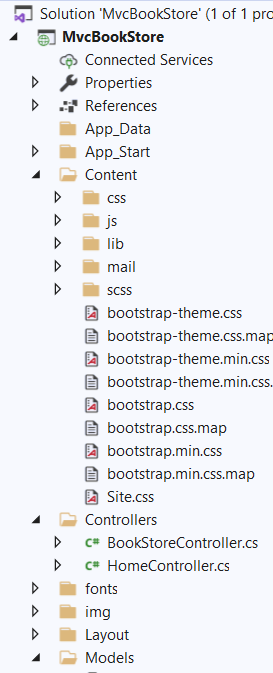 Solution 'MvcBookStore' (1 of 1 pro
MvcBookStore
Connected Services
Properties
References
App_Data
App_Start
Content
css
js
lib
mail
scss
bootstrap-theme.css
bootstrap-theme.css.map
bootstrap-theme.min.css
bootstrap-theme.min.css.
bootstrap.css
bootstrap.css.map
bootstrap.min.css
bootstrap.min.css.map
Site.css
Controllers
C# BookStoreController.cs
C# HomeController.cs
fonts
img
Layout
Models